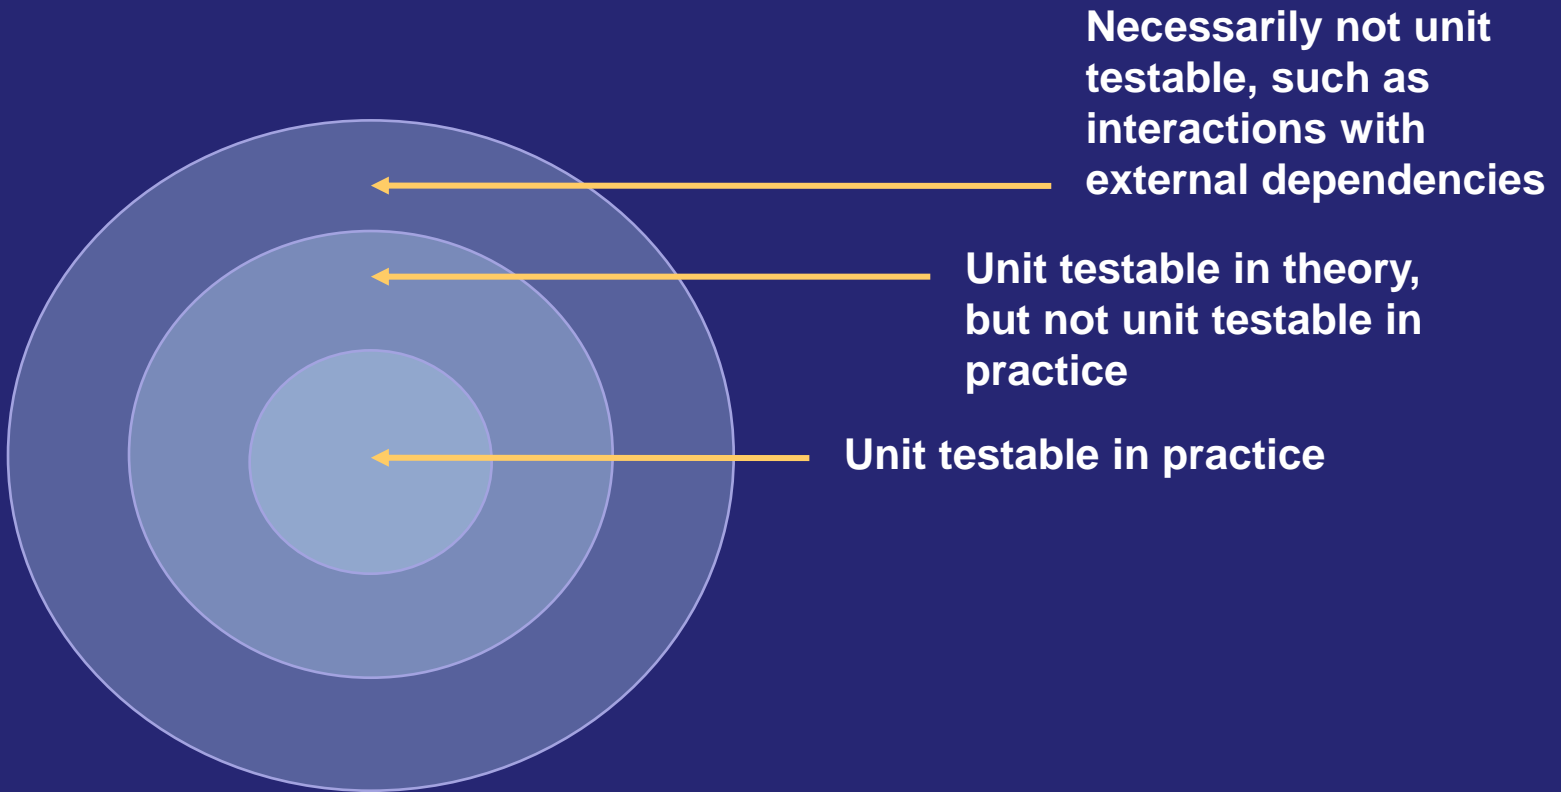 Necessarily not unit
testable, such as
interactions with
external dependencies
Unit testable in theory,
but not unit testable in
practice
Unit testable in practice